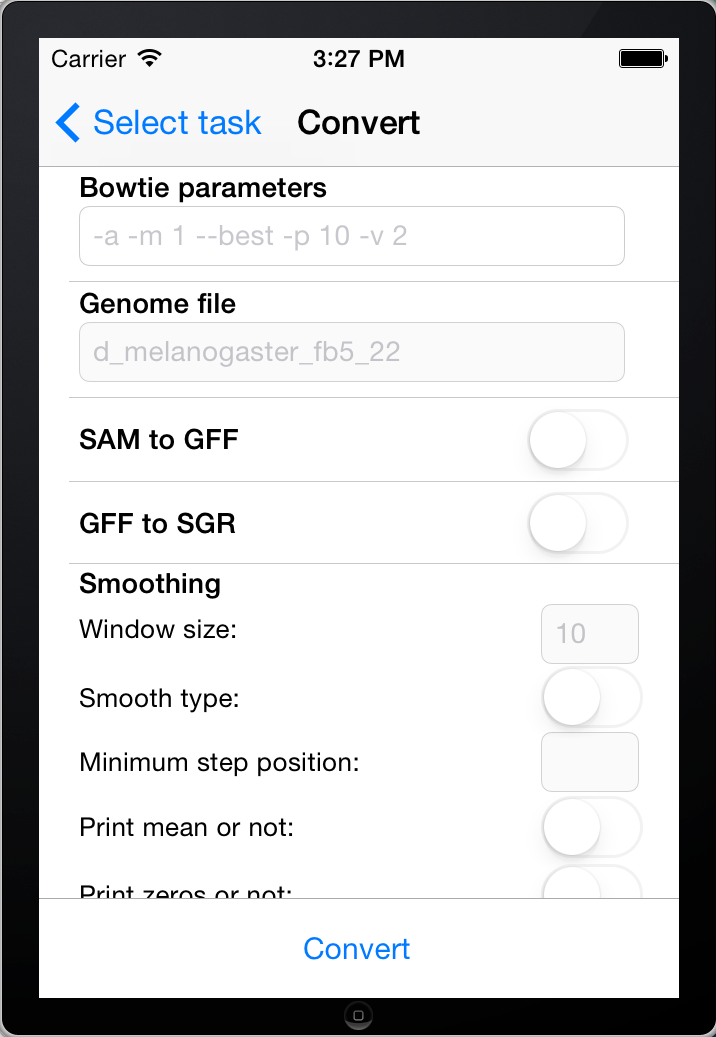 Carrier 3:27 PM
Select task Convert
Bowtie parameters
-a -m 1 --best -p 10 -v 2
Genome file
d_melanogaster_fb5_22
SAM to GFF
GFF to SGR
Smoothing
Window size: 10
Smooth type:
Minimum step position:
Print mean or not:
Print zeros or not:
Convert